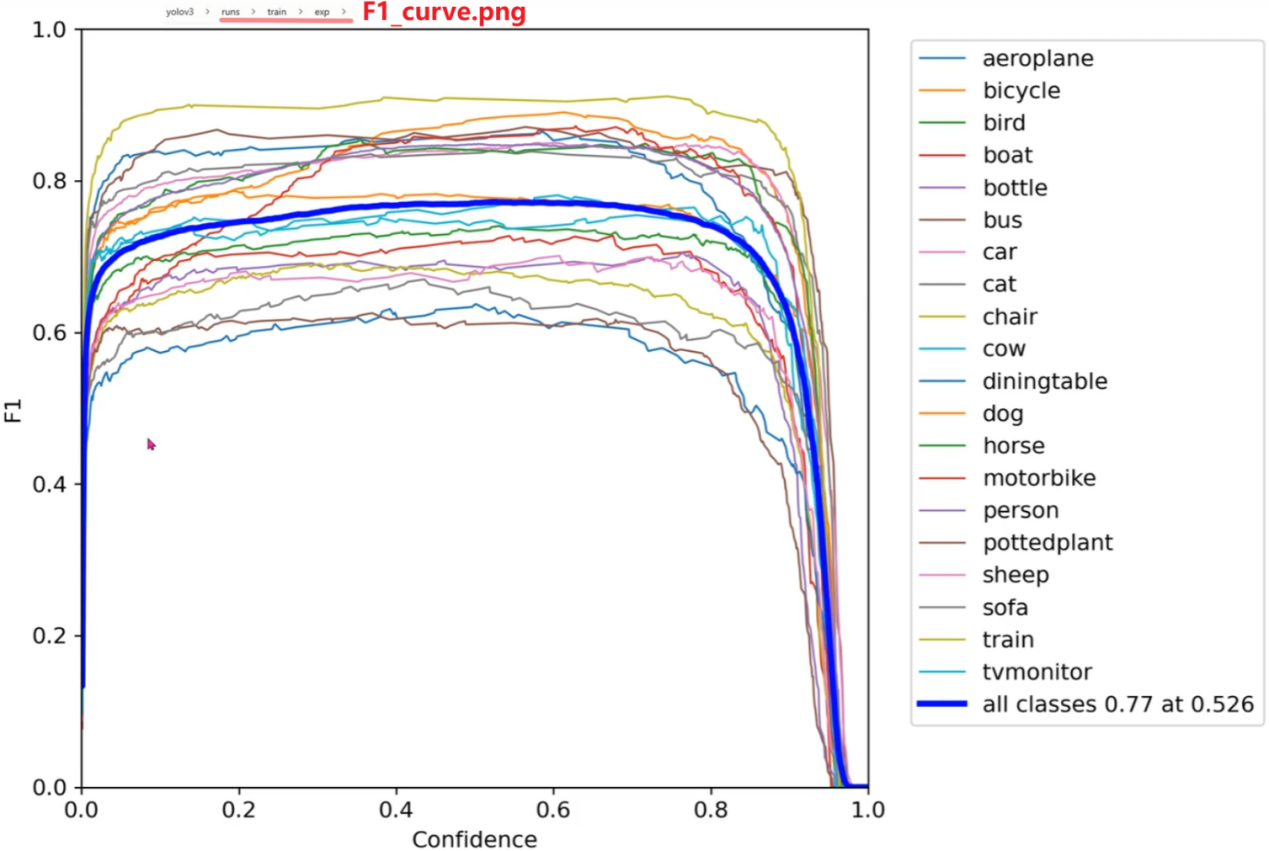 yolov3 > runs > train > exp > F1_curve.png
1.0
0.8
0.6
0.4
0.2
0.0
F1
0.0 0.2 0.4 0.6 0.8 1.0
Confidence
aeroplane
bicycle
bird
boat
bottle
bus
car
cat
chair
cow
diningtable
dog
horse
motorbike
person
pottedplant
sheep
sofa
train
tvmonitor
all classes 0.77 at 0.526